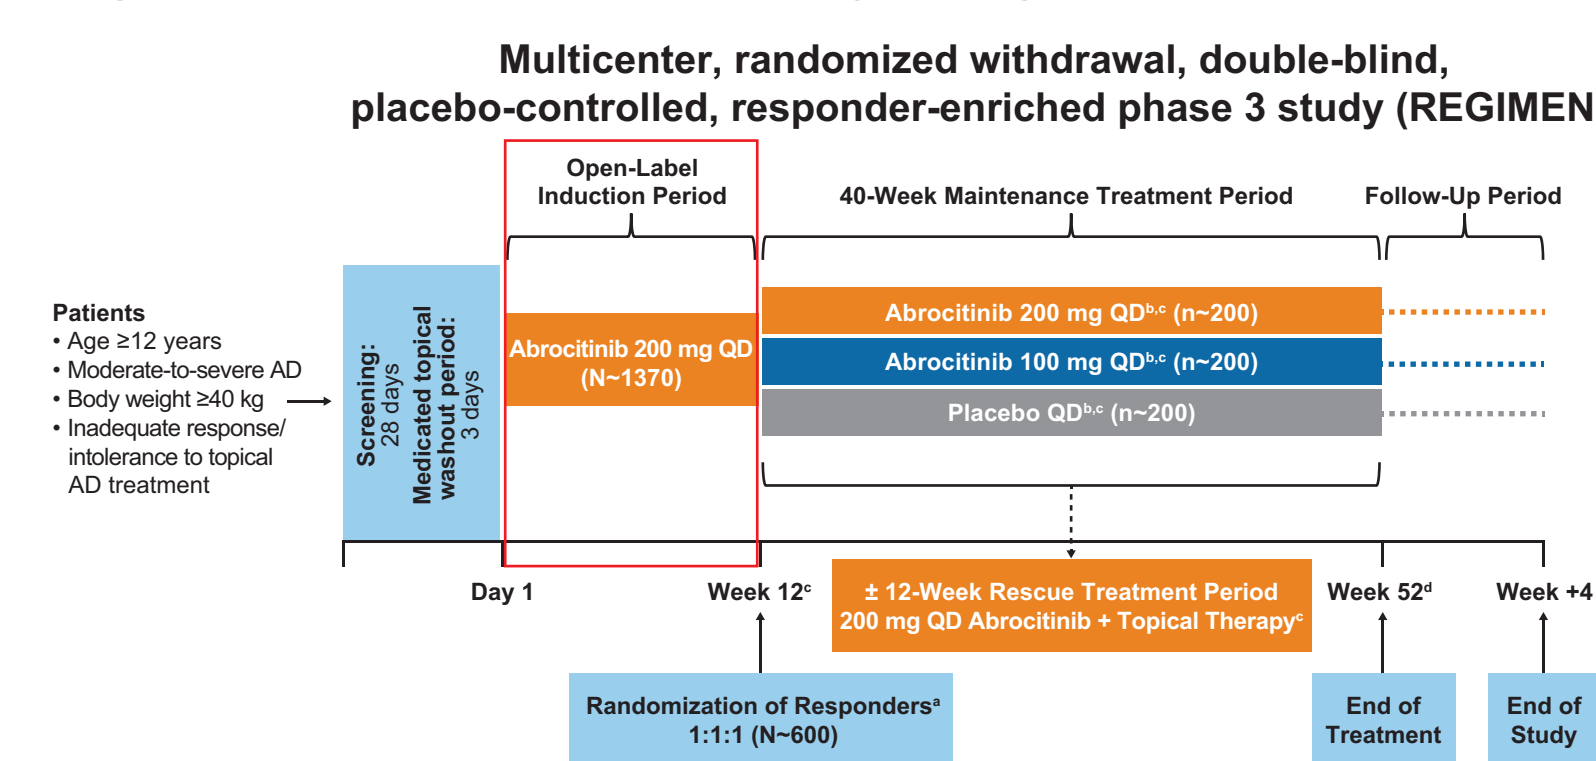 Multicenter, randomized withdrawal, double-blind,
placebo-controlled, responder-enriched phase 3 study (REGIMEN
Open-Label
Induction Period
40-Week Maintenance Treatment Period
Follow-Up Period
Patients
• Age ≥12 years
• Moderate-to-severe AD
• Body weight ≥40 kg
• Inadequate response/
intolerance to topical
AD treatment
Screening:
28 days
Medicated topical
washout period:
3 days
Abrocitinib 200 mg QD
(N~1370)
Abrocitinib 200 mg QDᵇ,ᶜ (n~200)
Abrocitinib 100 mg QDᵇ,ᶜ (n~200)
Placebo QDᵇ,ᶜ (n~200)
Day 1
Week 12ᶜ
± 12-Week Rescue Treatment Period
200 mg QD Abrocitinib + Topical Therapyᶜ
Week 52ᵈ
Week +4
Randomization of Respondersᵃ
1:1:1 (N~600)
End of
Treatment
End of
Study